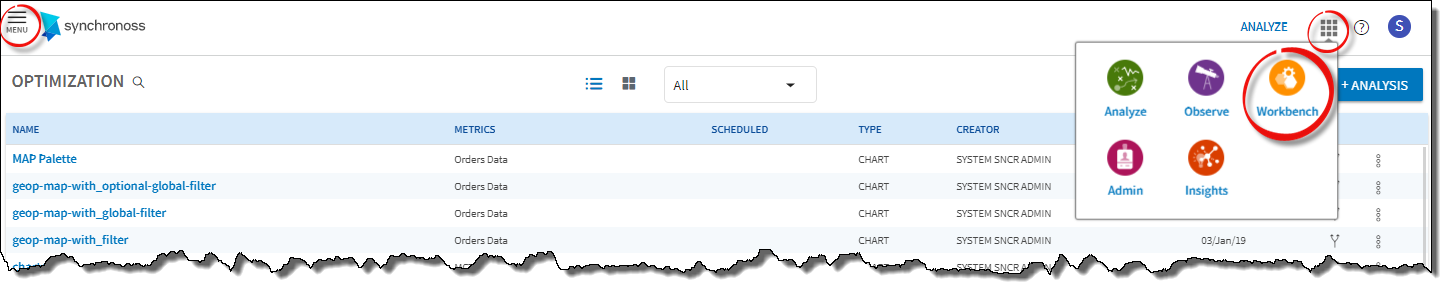 MENU
synchronoss
ANALYZE
?
S
OPTIMIZATION
All
+ ANALYSIS
Analyze Observe Workbench
Admin Insights
NAME METRICS SCHEDULED TYPE CREATOR
MAP Palette Orders Data CHART SYSTEM SNCR ADMIN
geop-map-with_optional-global-filter Orders Data CHART SYSTEM SNCR ADMIN
geop-map-with_global-filter Orders Data CHART SYSTEM SNCR ADMIN
geop-map-with_filter Orders Data CHART SYSTEM SNCR ADMIN 03/Jan/19
CHART